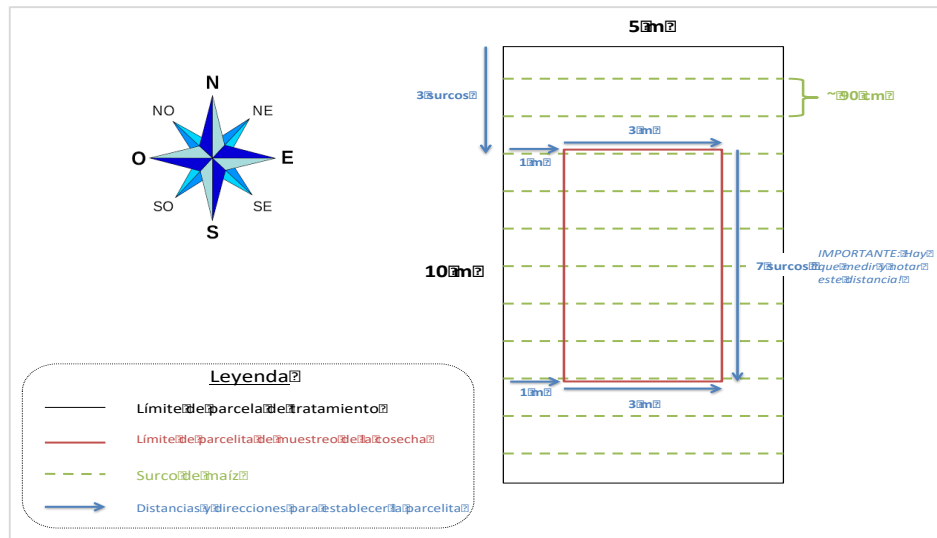 5 m
N
NO
NE
3 surcos
~ 90 cm
3 m
O
E
1 m
SO
SE
S
10 m
7 surcos
IMPORTANTE: Hay
que medir y notar
este distancia!
Leyenda
1 m
3 m
Límite de parcela de tratamiento
Límite de parcelita de muestreo de la cosecha
Surco de maíz
Distancias y direcciones para establecer la parcelita